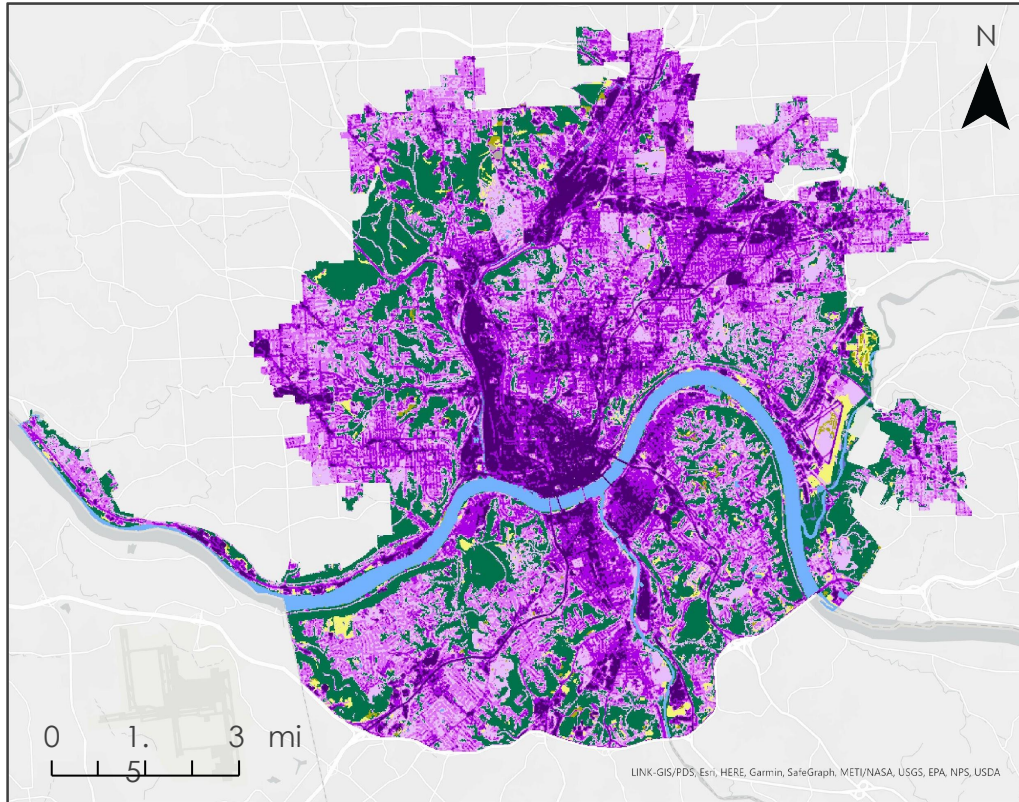 N
0 1. 3 mi
5
LINK-GIS/PDS, Esri, HERE, Garmin, SafeGraph, METI/NASA, USGS, EPA, NPS, USDA